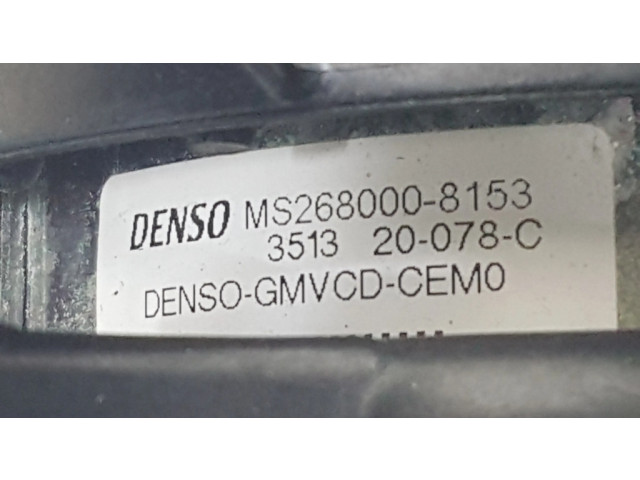 DENSO MS268000-8153
3513 20-078-C
DENSO-GMVCD-CEM0